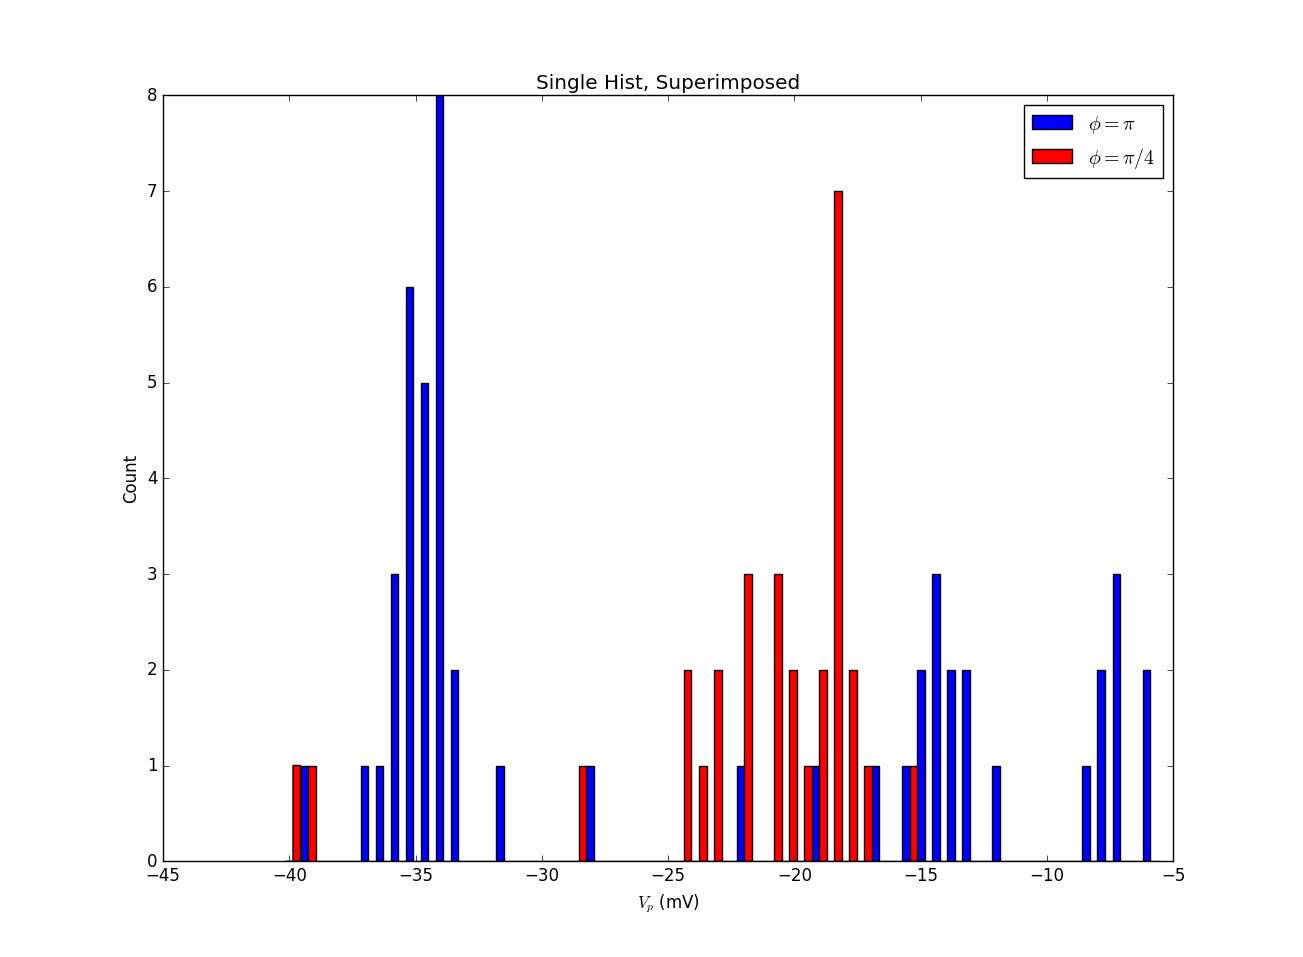 Single Hist, Superimposed
8
7
6
5
4
3
2
1
0
Count
ϕ = π
ϕ = π/4
−45 −40 −35 −30 −25 −20 −15 −10 −5
Vₚ (mV)